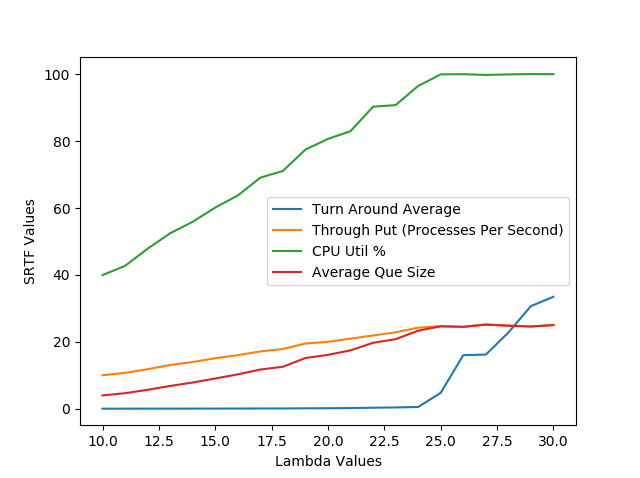 100
80
60
40
20
0
SRTF Values
Turn Around Average
Through Put (Processes Per Second)
CPU Util %
Average Que Size
10.0 12.5 15.0 17.5 20.0 22.5 25.0 27.5 30.0
Lambda Values